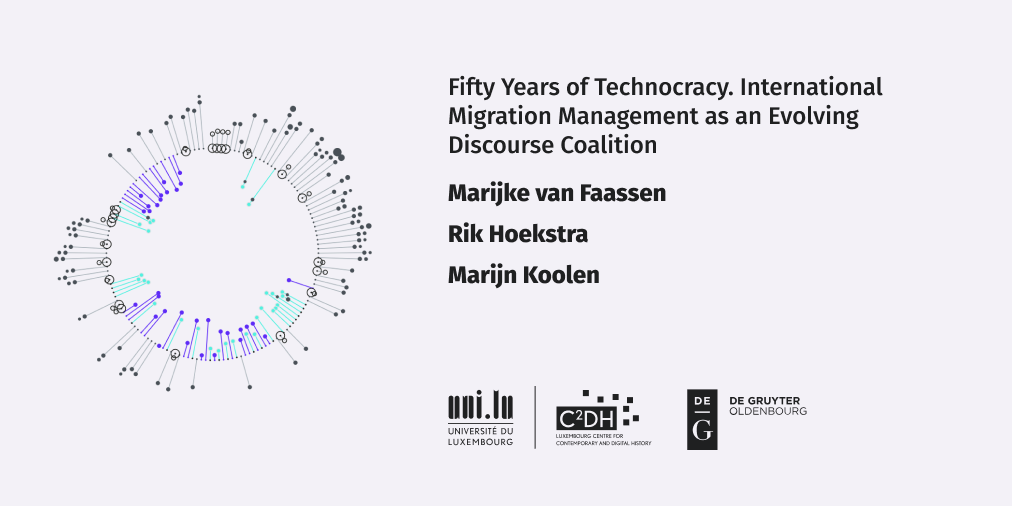 Fifty Years of Technocracy. International
Migration Management as an Evolving
Discourse Coalition
Marijke van Faassen
Rik Hoekstra
Marijn Koolen
uni.lu
UNIVERSITÉ DU
LUXEMBOURG
C²DH
LUXEMBOURG CENTRE FOR
CONTEMPORARY AND DIGITAL HISTORY
DE
G
DE GRUYTER
OLDENBOURG